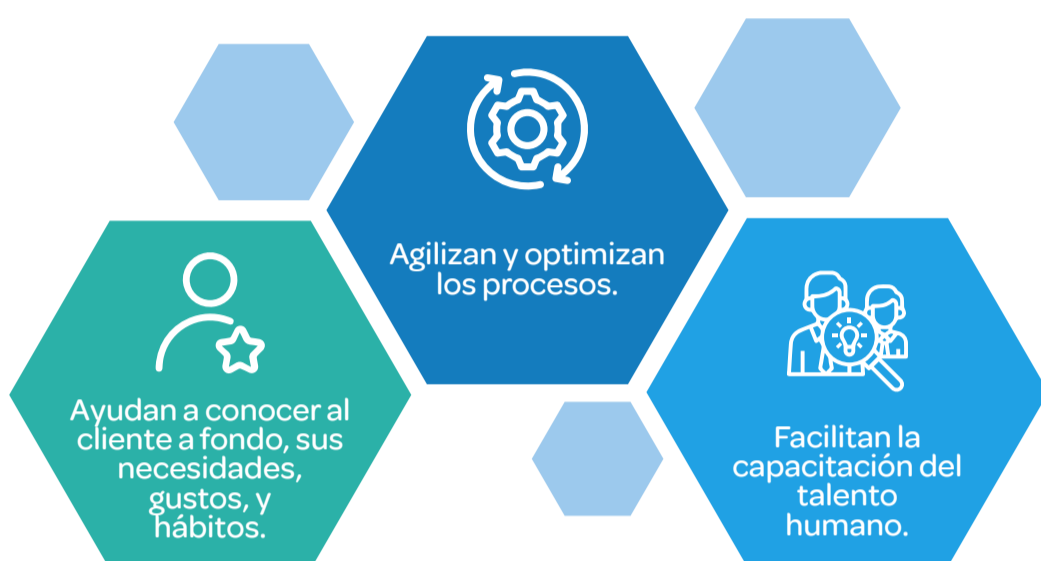 Agilizan y optimizan
los procesos.
Ayudan a conocer al
cliente a fondo, sus
necesidades,
gustos, y
hábitos.
Facilitan la
capacitación del
talento
humano.